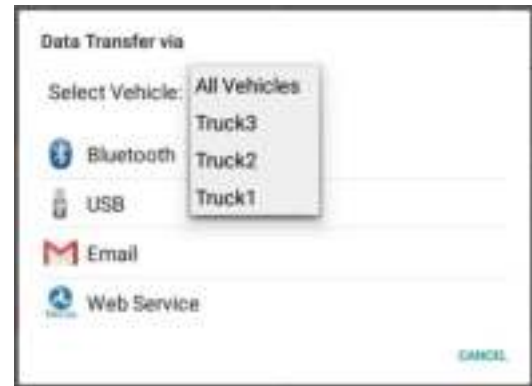 Data Transfer via
Select Vehicle:
All Vehicles
Truck3
Truck2
Truck1
Bluetooth
USB
Email
Web Service
CANCEL